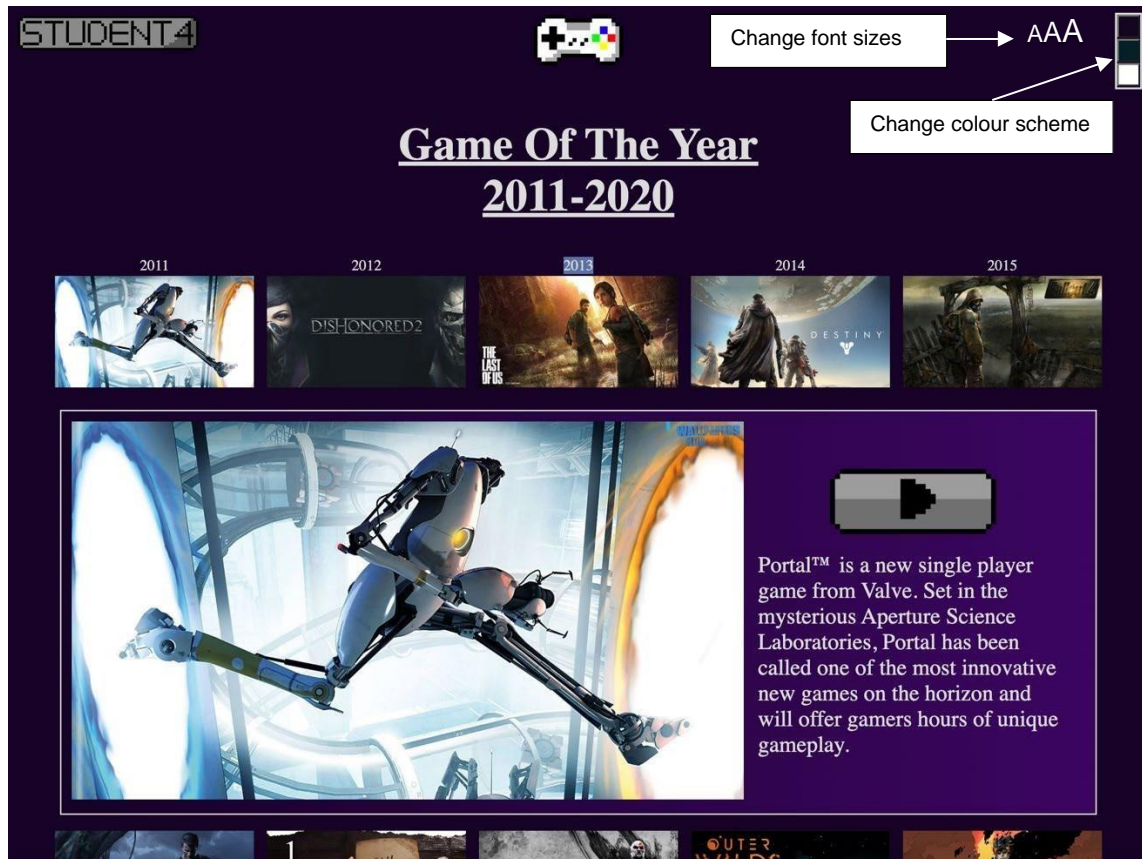 STUDENT4
Change font sizes
AAA
Change colour scheme
Game Of The Year
2011-2020
2011
2012
2013
2014
2015
DISHONORED2
THE
LAST
OF US
DESTINY
Portal™ is a new single player
game from Valve. Set in the
mysterious Aperture Science
Laboratories, Portal has been
called one of the most innovative
new games on the horizon and
will offer gamers hours of unique
gameplay.
OUTER